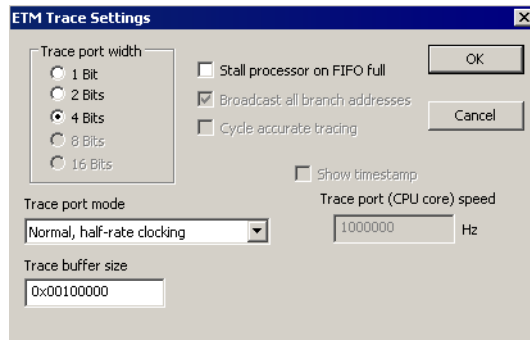 ETM Trace Settings
Trace port width
1 Bit
2 Bits
4 Bits
8 Bits
16 Bits
Stall processor on FIFO full
Broadcast all branch addresses
Cycle accurate tracing
OK
Cancel
Show timestamp
Trace port mode
Normal, half-rate clocking
Trace port (CPU core) speed
1000000 Hz
Trace buffer size
0x00100000